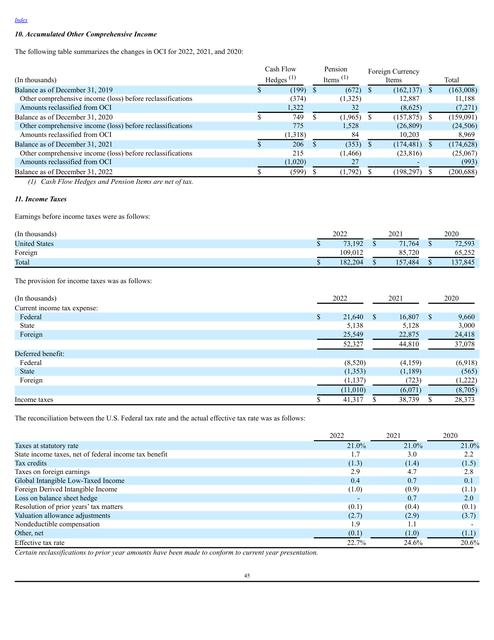 Index
10. Accumulated Other Comprehensive Income
The following table summarizes the changes in OCI for 2022, 2021, and 2020:
(In thousands) Cash Flow Hedges (1) Pension Items (1) Foreign Currency Items Total
Balance as of December 31, 2019 $ (199) $ (672) $ (162,137) $ (163,008)
Other comprehensive income (loss) before reclassifications (374) (1,325) 12,887 11,188
Amounts reclassified from OCI 1,322 32 (8,625) (7,271)
Balance as of December 31, 2020 $ 749 $ (1,965) $ (157,875) $ (159,091)
Other comprehensive income (loss) before reclassifications 775 1,528 (26,809) (24,506)
Amounts reclassified from OCI (1,318) 84 10,203 8,969
Balance as of December 31, 2021 $ 206 $ (353) $ (174,481) $ (174,628)
Other comprehensive income (loss) before reclassifications 215 (1,466) (23,816) (25,067)
Amounts reclassified from OCI (1,020) 27 - (993)
Balance as of December 31, 2022 $ (599) $ (1,792) $ (198,297) $ (200,688)
(1) Cash Flow Hedges and Pension Items are net of tax.
11. Income Taxes
Earnings before income taxes were as follows:
(In thousands) 2022 2021 2020
United States $ 73,192 $ 71,764 $ 72,593
Foreign 109,012 85,720 65,252
Total $ 182,204 $ 157,484 $ 137,845
The provision for income taxes was as follows:
(In thousands) 2022 2021 2020
Current income tax expense:
Federal $ 21,640 $ 16,807 $ 9,660
State 5,138 5,128 3,000
Foreign 25,549 22,875 24,418
52,327 44,810 37,078
Deferred benefit:
Federal (8,520) (4,159) (6,918)
State (1,353) (1,189) (565)
Foreign (1,137) (723) (1,222)
(11,010) (6,071) (8,705)
Income taxes $ 41,317 $ 38,739 $ 28,373
The reconciliation between the U.S. Federal tax rate and the actual effective tax rate was as follows:
2022 2021 2020
Taxes at statutory rate 21.0% 21.0% 21.0%
State income taxes, net of federal income tax benefit 1.7 3.0 2.2
Tax credits (1.3) (1.4) (1.5)
Taxes on foreign earnings 2.9 4.7 2.8
Global Intangible Low-Taxed Income 0.4 0.7 0.1
Foreign Derived Intangible Income (1.0) (0.9) (1.1)
Loss on balance sheet hedge - 0.7 2.0
Resolution of prior years' tax matters (0.1) (0.4) (0.1)
Valuation allowance adjustments (2.7) (2.9) (3.7)
Nondeductible compensation 1.9 1.1 -
Other, net (0.1) (1.0) (1.1)
Effective tax rate 22.7% 24.6% 20.6%
Certain reclassifications to prior year amounts have been made to conform to current year presentation.
45